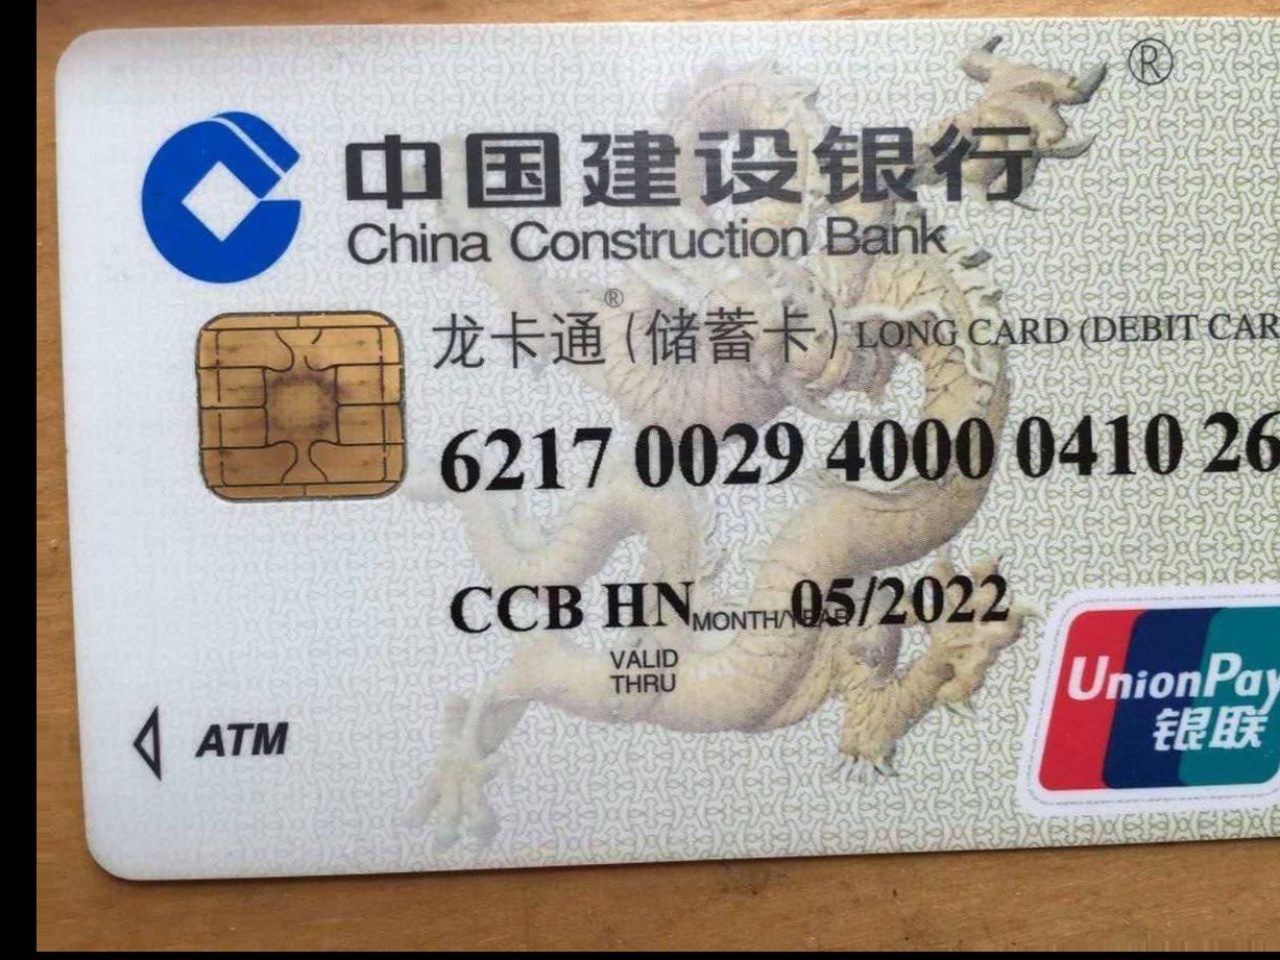 ®
中国建设银行
China Construction Bank
龙卡通®(储蓄卡) LONG CARD (DEBIT CAR
6217 0029 4000 0410 26
CCB HN MONTH/YEAR 05/2022
VALID
THRU
ATM
UnionPay
银联